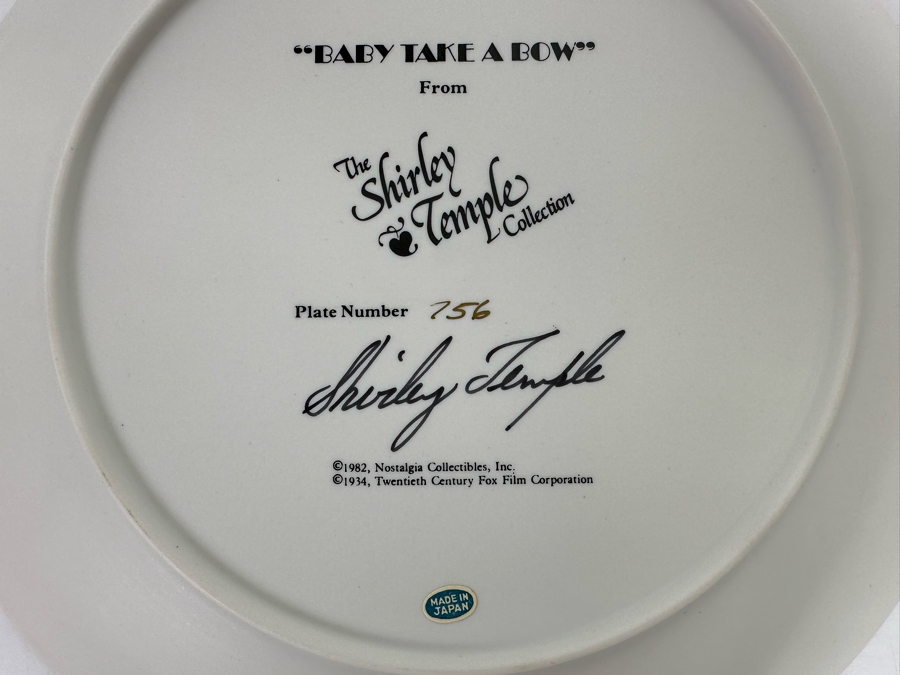 “BABY TAKE A BOW”
From
The
Shirley
Temple
Collection
Plate Number 756
Shirley Temple
©1982, Nostalgia Collectibles, Inc.
©1934, Twentieth Century Fox Film Corporation
MADE IN
JAPAN